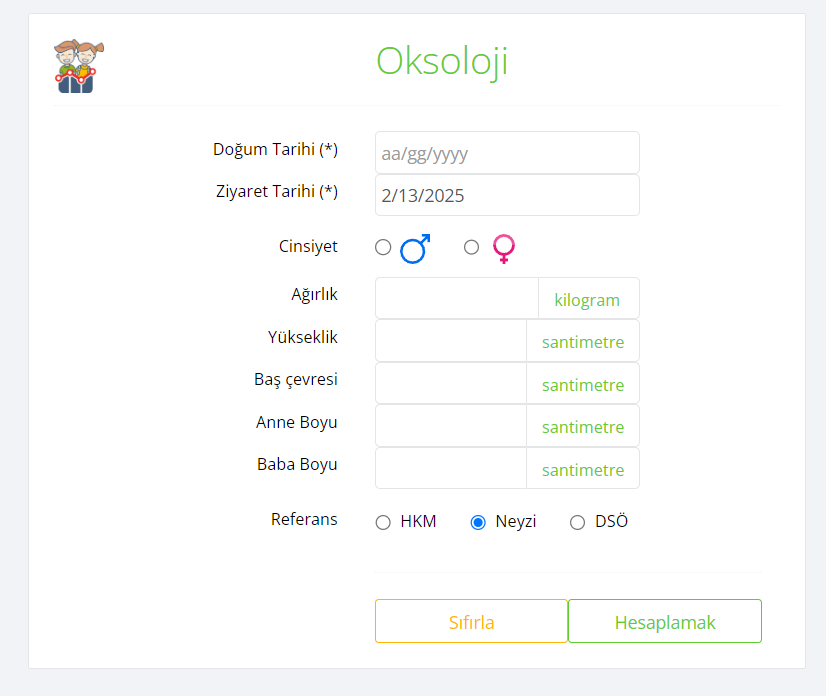 Oksoloji
Doğum Tarihi (*) aa/gg/yyyy
Ziyaret Tarihi (*) 2/13/2025
Cinsiyet
Ağırlık kilogram
Yükseklik santimetre
Baş çevresi santimetre
Anne Boyu santimetre
Baba Boyu santimetre
Referans HKM Neyzi DSÖ
Sıfırla Hesaplamak